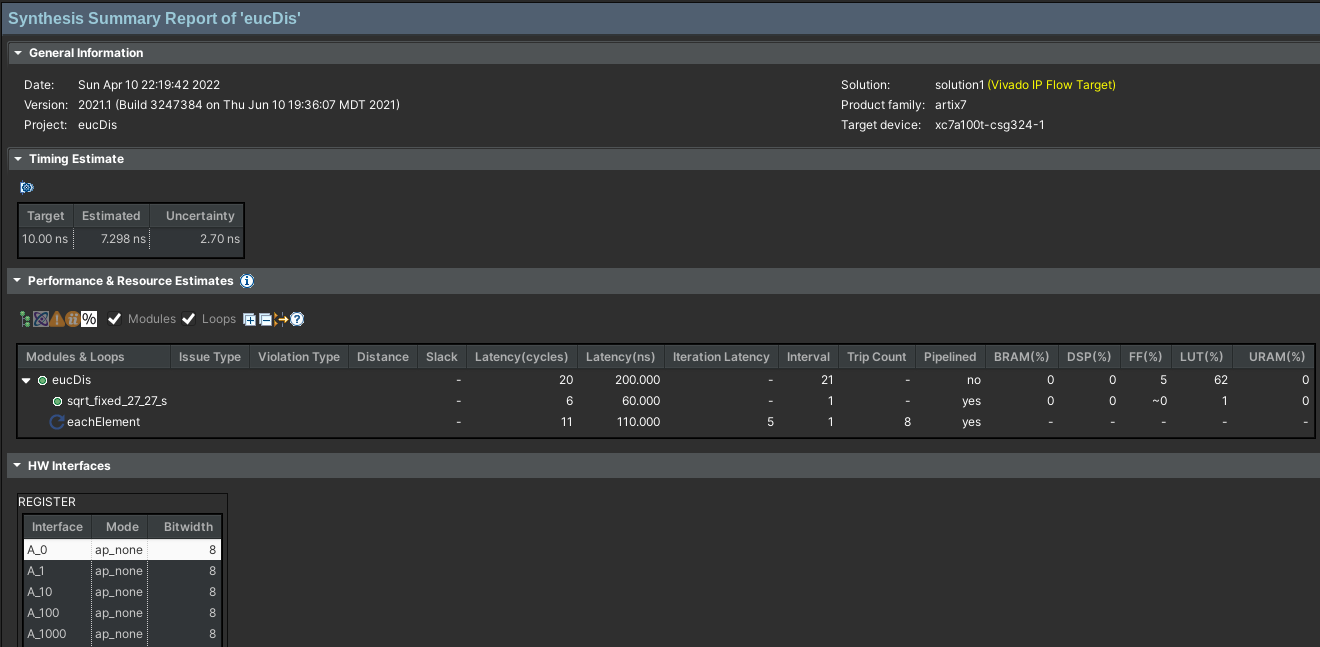 Synthesis Summary Report of 'eucDis'
General Information
Date: Sun Apr 10 22:19:42 2022 Solution: solution1 (Vivado IP Flow Target)
Version: 2021.1 (Build 3247384 on Thu Jun 10 19:36:07 MDT 2021) Product family: artix7
Project: eucDis Target device: xc7a100t-csg324-1
Timing Estimate
Target Estimated Uncertainty
10.00 ns 7.298 ns 2.70 ns
Performance & Resource Estimates
% Modules Loops
Modules & Loops Issue Type Violation Type Distance Slack Latency(cycles) Latency(ns) Iteration Latency Interval Trip Count Pipelined BRAM(%) DSP(%) FF(%) LUT(%) URAM(%)
eucDis - 20 200.000 - 21 - no 0 0 5 62 0
sqrt_fixed_27_27_s - 6 60.000 - 1 - yes 0 0 ~0 1 0
eachElement - 11 110.000 5 1 8 yes - - - - -
HW Interfaces
REGISTER
Interface Mode Bitwidth
A_0 ap_none 8
A_1 ap_none 8
A_10 ap_none 8
A_100 ap_none 8
A_1000 ap_none 8